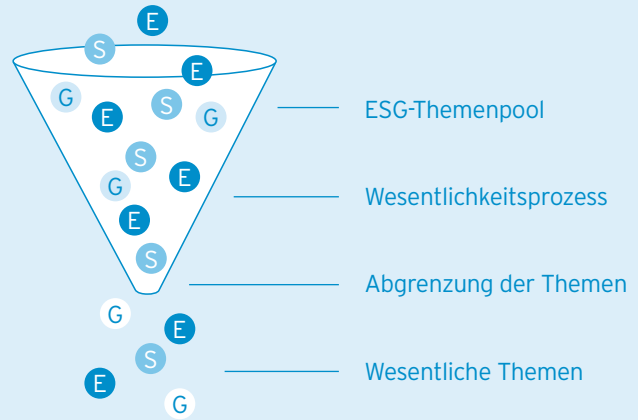 E
S
E
G
S
E
G
S
G
E
E
S
G
E
S
E
G
ESG-Themenpool
Wesentlichkeitsprozess
Abgrenzung der Themen
Wesentliche Themen